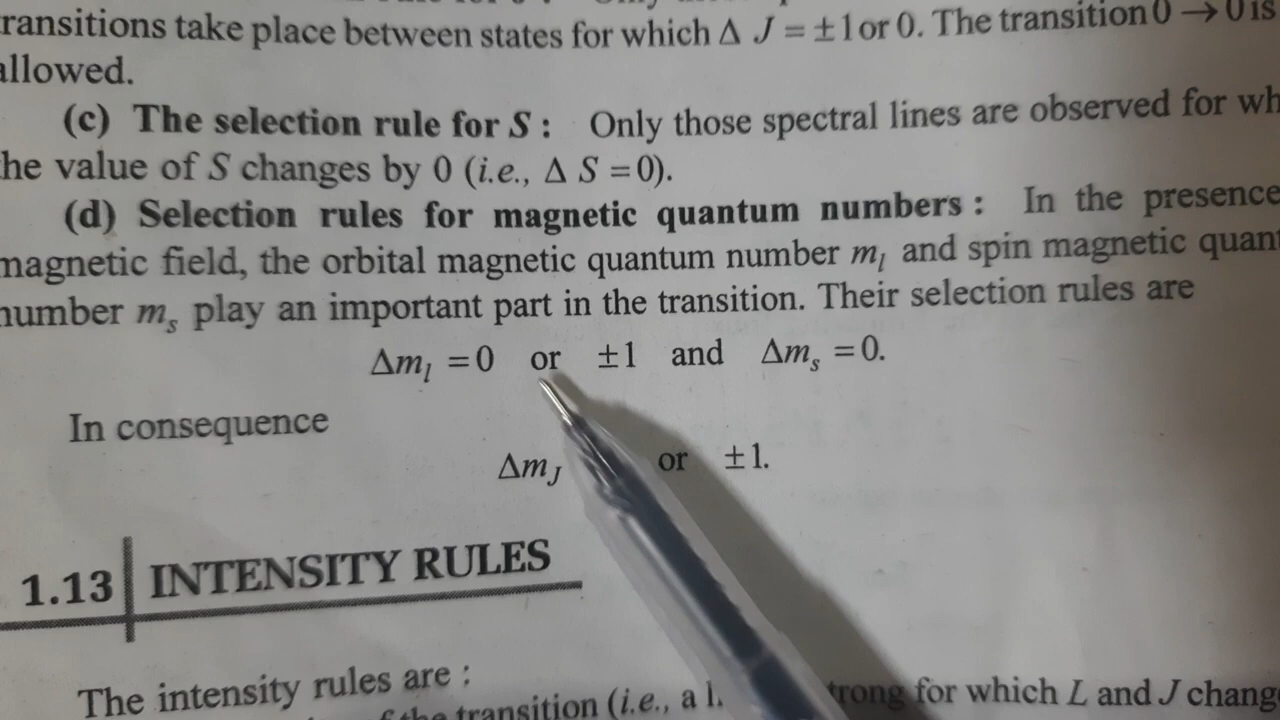 ransitions take place between states for which Δ J = ±1 or 0. The transition 0 → 0 is
allowed.
(c) The selection rule for S : Only those spectral lines are observed for wh
he value of S changes by 0 (i.e., Δ S = 0).
(d) Selection rules for magnetic quantum numbers : In the presence
magnetic field, the orbital magnetic quantum number m_l and spin magnetic quan
number m_s play an important part in the transition. Their selection rules are
Δm_l = 0 or ±1 and Δm_s = 0.
In consequence
Δm_J or ±1.
1.13 INTENSITY RULES
The intensity rules are :
transition (i.e., a l trong for which L and J chang